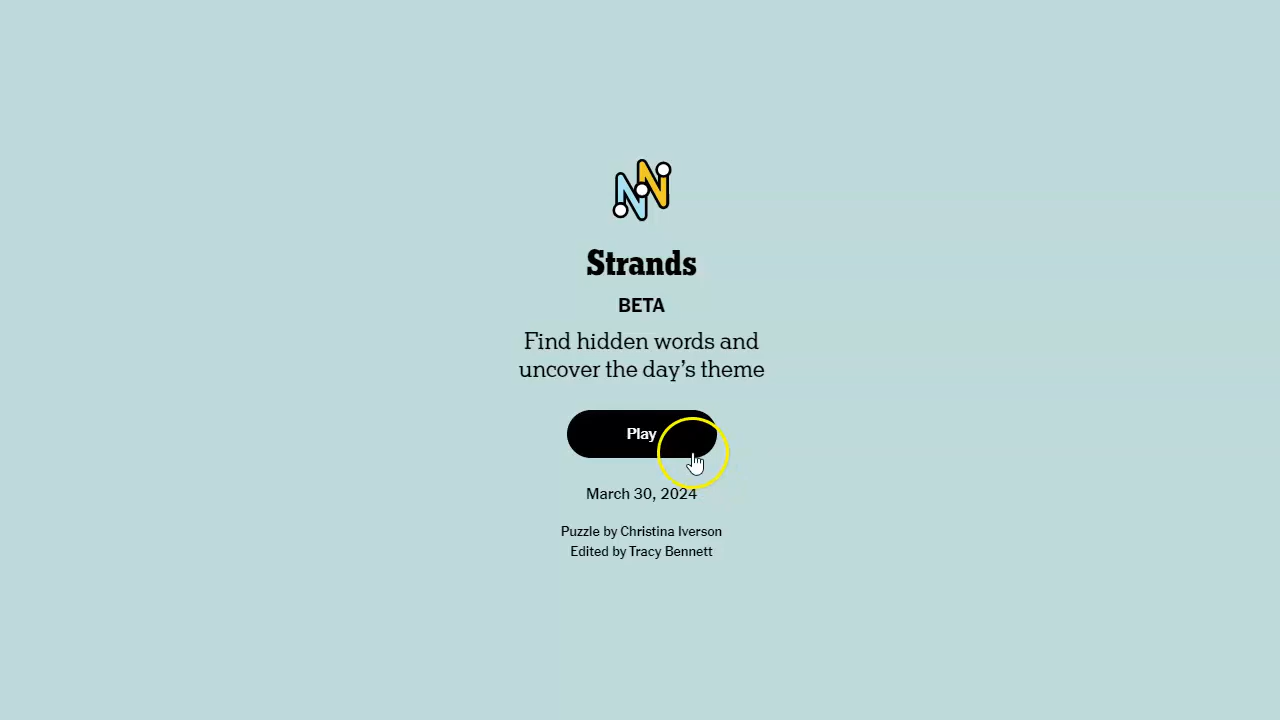 Strands
BETA
Find hidden words and
uncover the day’s theme
Play
March 30, 2024
Puzzle by Christina Iverson
Edited by Tracy Bennett